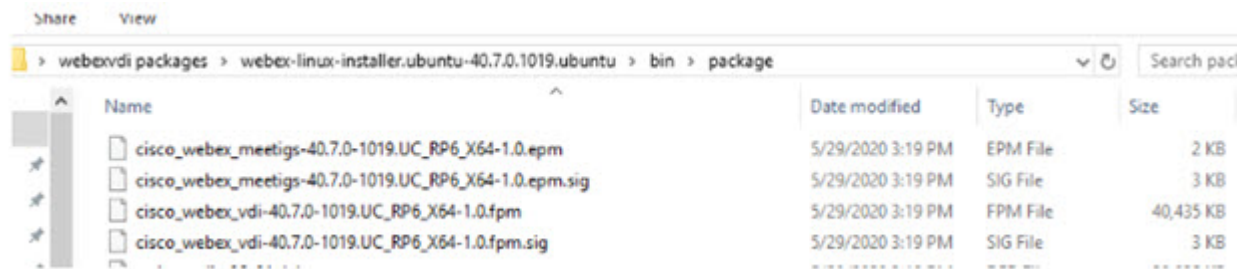 Share View
> webexvdi packages > webex-linux-installer.ubuntu-40.7.0.1019.ubuntu > bin > package Search pac
Name Date modified Type Size
cisco_webex_meetigs-40.7.0-1019.UC_RP6_X64-1.0.epm 5/29/2020 3:19 PM EPM File 2 KB
cisco_webex_meetigs-40.7.0-1019.UC_RP6_X64-1.0.epm.sig 5/29/2020 3:19 PM SIG File 3 KB
cisco_webex_vdi-40.7.0-1019.UC_RP6_X64-1.0.fpm 5/29/2020 3:19 PM FPM File 40,435 KB
cisco_webex_vdi-40.7.0-1019.UC_RP6_X64-1.0.fpm.sig 5/29/2020 3:19 PM SIG File 3 KB